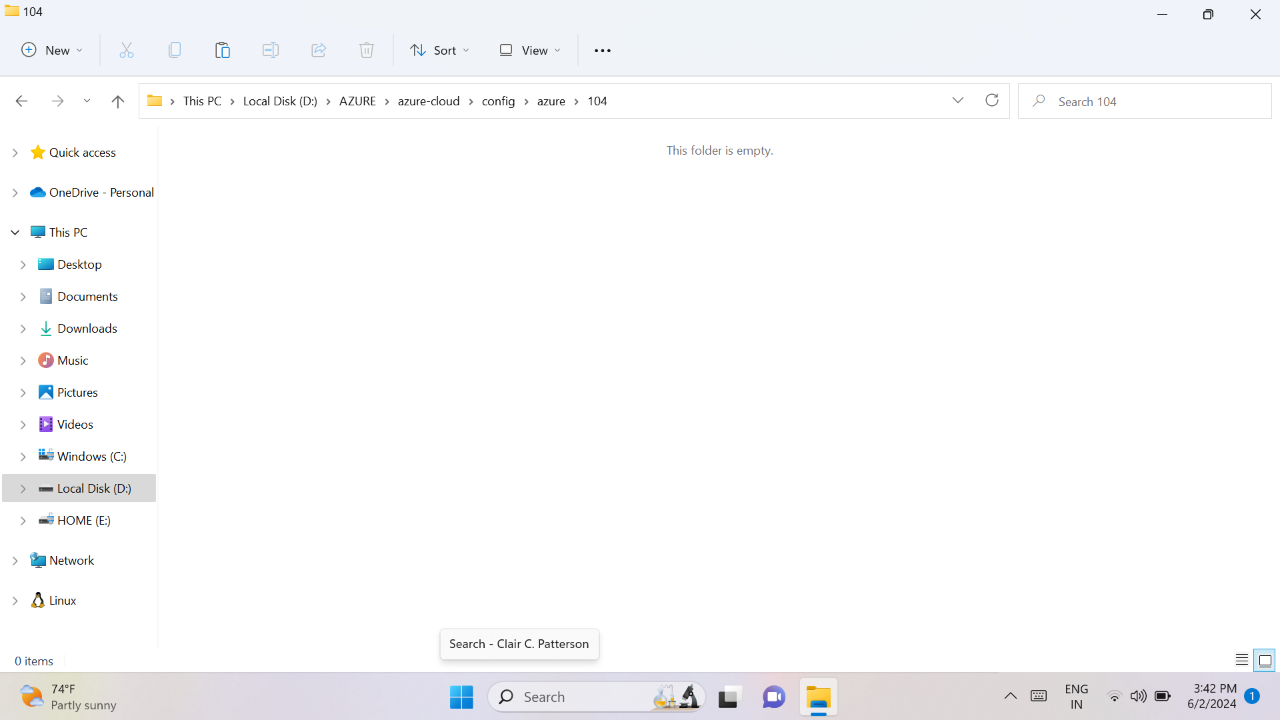 104
New
Sort
View
This PC
Local Disk (D:)
AZURE
azure-cloud
config
azure
104
Search 104
Quick access
OneDrive - Personal
This PC
Desktop
Documents
Downloads
Music
Pictures
Videos
Windows (C:)
Local Disk (D:)
HOME (E:)
Network
Linux
This folder is empty.
Search - Clair C. Patterson
0 items
74°F
Partly sunny
Search
ENG
IN
3:42 PM
6/2/2024
1